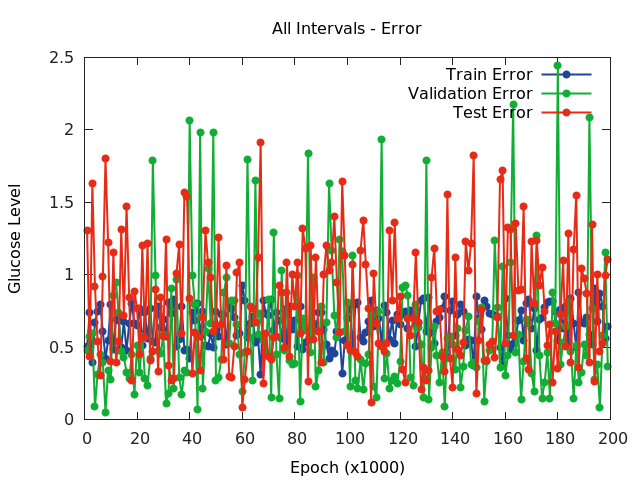 All Intervals - Error
Train Error
Validation Error
Test Error
Glucose Level
2.5
2
1.5
1
0.5
0
0 20 40 60 80 100 120 140 160 180 200
Epoch (x1000)